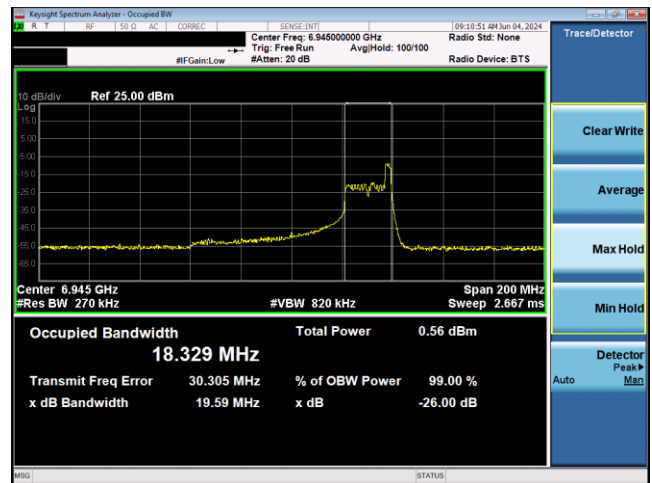 Keysight Spectrum Analyzer - Occupied BW
R T RF 50 Ω AC CORREC SENSE:INT 09:10:51 AM Jun 04, 2024
Center Freq: 6.945000000 GHz Radio Std: None
Trig: Free Run Avg|Hold: 100/100
#IFGain:Low #Atten: 20 dB Radio Device: BTS
10 dB/div Ref 25.00 dBm
Log
15.0
5.00
-5.00
-15.0
-25.0
-35.0
-45.0
-55.0
-65.0
Center 6.945 GHz Span 200 MHz
#Res BW 270 kHz #VBW 820 kHz Sweep 2.667 ms
Occupied Bandwidth Total Power 0.56 dBm
18.329 MHz
Transmit Freq Error 30.305 MHz % of OBW Power 99.00 %
x dB Bandwidth 19.59 MHz x dB -26.00 dB
MSG STATUS
Trace/Detector
Clear Write
Average
Max Hold
Min Hold
Detector
Peak▶
Auto Man